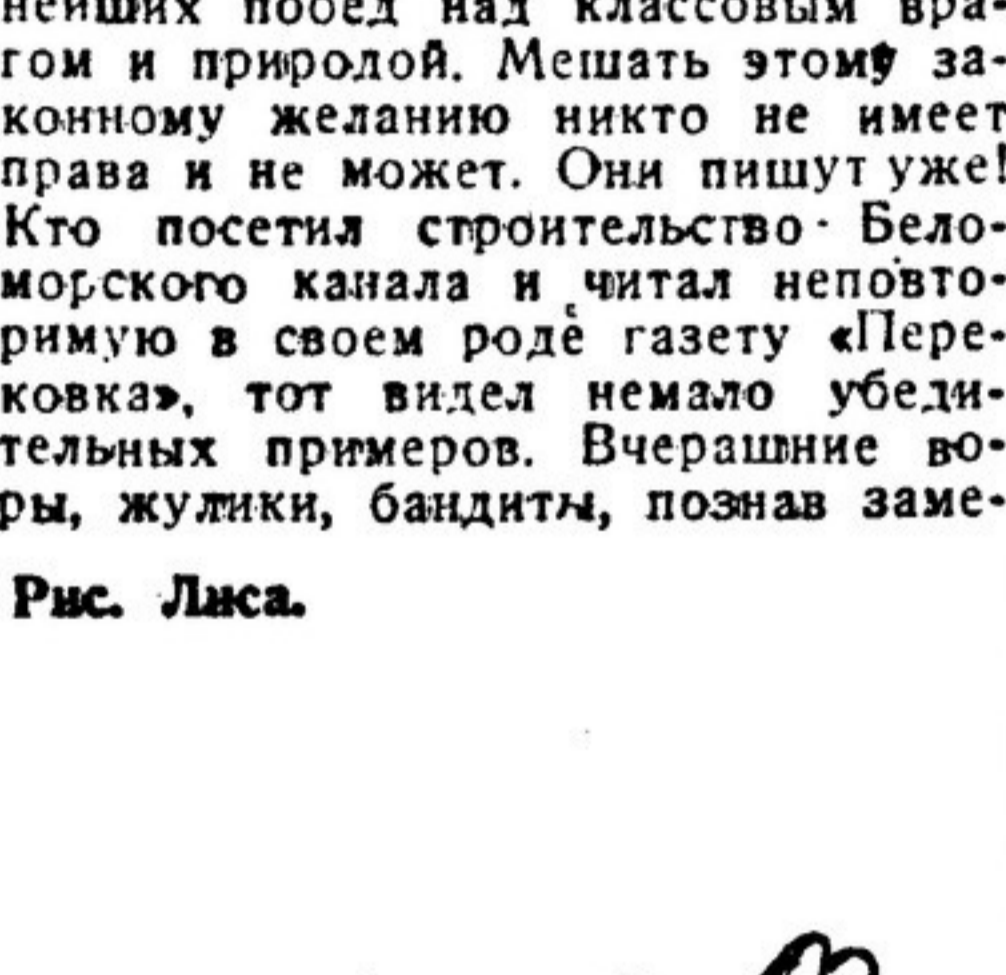 нейших побед над классовым вра-
гом и природой. Мешать этому за-
конному желанию никто не имеет
права и не может. Они пишут уже!
Кто посетил строительство Бело-
морского канала и читал неповто-
римую в своем роде газету «Пере-
ковка», тот видел немало убеди-
тельных примеров. Вчерашние во-
ры, жулики, бандиты, познав заме-
Рис. Лиса.